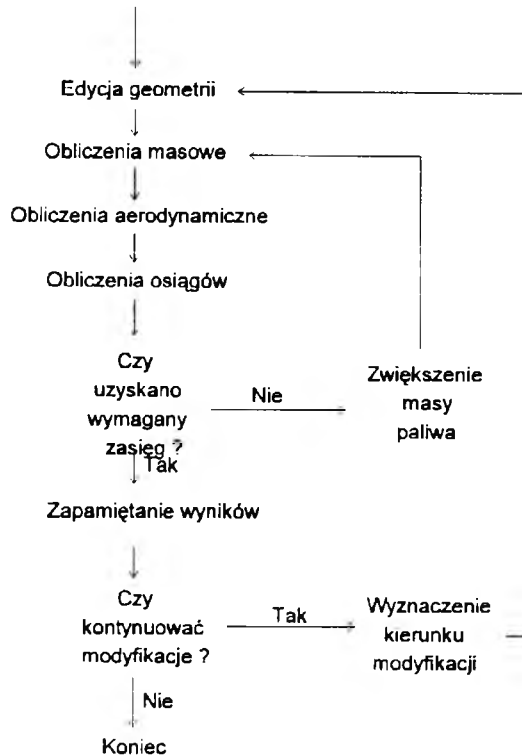 Edycja geometrii
Obliczenia masowe
Obliczenia aerodynamiczne
Obliczenia osiągów
Czy
uzyskano
wymagany
zasięg ?
Nie
Zwiększenie
masy
paliwa
Tak
Zapamiętanie wyników
Czy
kontynuować
modyfikacje ?
Tak
Wyznaczenie
kierunku
modyfikacji
Nie
Koniec